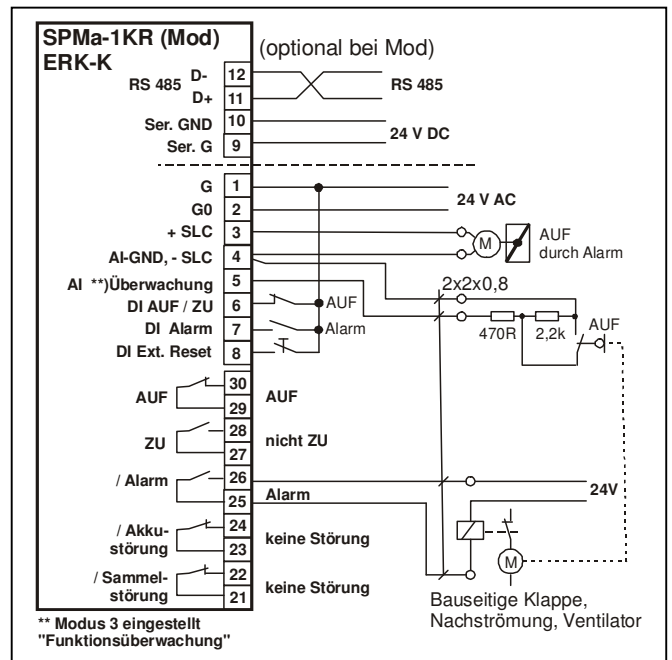 SPMa-1KR (Mod)
ERK-K
(optional bei Mod)
RS 485 D- 12 RS 485
D+ 11
Ser. GND 10
24 V DC
Ser. G 9
G 1
24 V AC
G0 2
+ SLC 3
M
AUF
durch Alarm
AI-GND, - SLC 4
AI **)Überwachung 5
2x2x0,8
DI AUF / ZU 6 AUF
470R 2,2k AUF
DI Alarm 7 Alarm
DI Ext. Reset 8
30
AUF AUF
29
28
ZU nicht ZU
27
/ Alarm 26
24V
25 Alarm
/ Akku-
störung
24
23
keine Störung
M
/ Sammel-
störung
22
21
keine Störung
Bauseitige Klappe,
Nachströmung, Ventilator
** Modus 3 eingestellt
"Funktionsüberwachung"